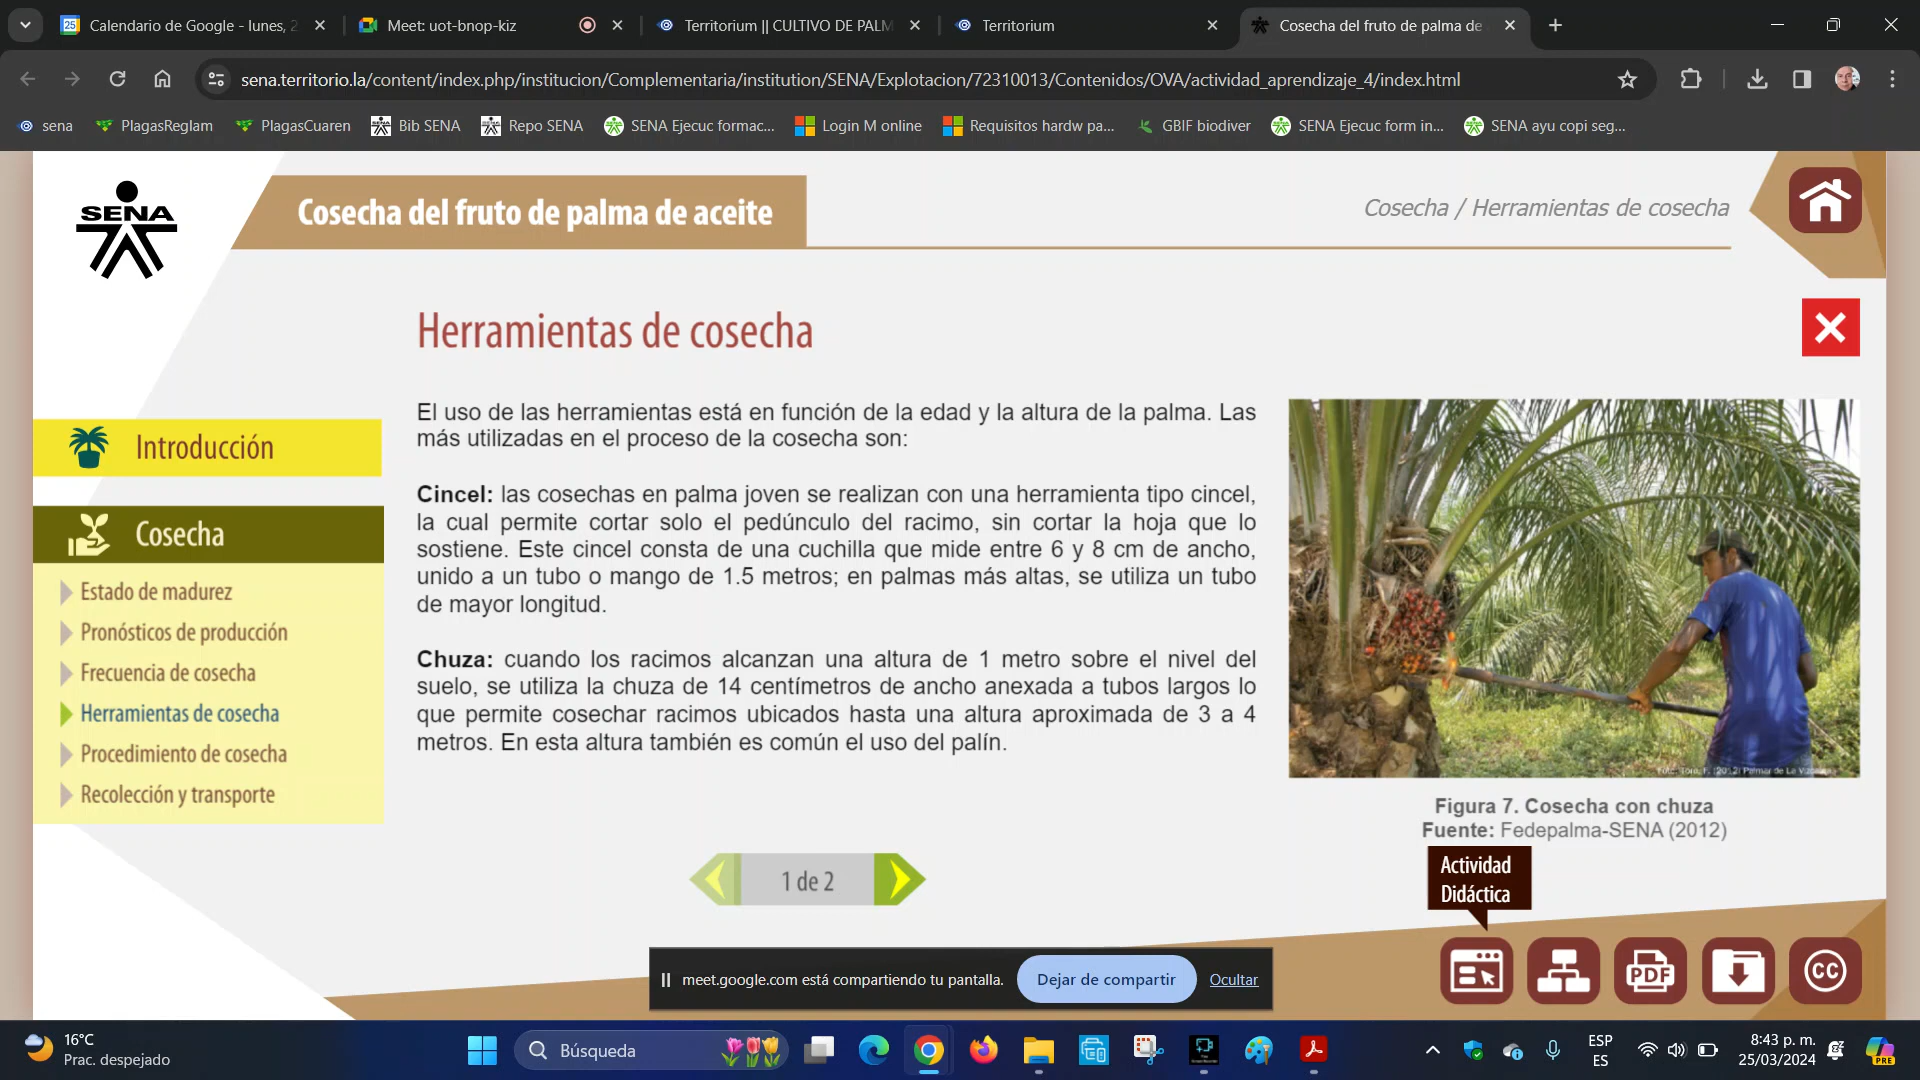 Calendario de Google - lunes, 2
Meet: uot-bnop-kiz
Territorium || CULTIVO DE PALM
Territorium
Cosecha del fruto de palma de
sena.territorio.la/content/index.php/institucion/Complementaria/institution/SENA/Explotacion/72310013/Contenidos/OVA/actividad_aprendizaje_4/index.html
sena
PlagasReglam
PlagasCuaren
Bib SENA
Repo SENA
SENA Ejecuc formac...
Login M online
Requisitos hardw pa...
GBIF biodiver
SENA Ejecuc form in...
SENA ayu copi seg...
SENA
Cosecha del fruto de palma de aceite
Cosecha / Herramientas de cosecha
Herramientas de cosecha
Introducción
Cosecha
Estado de madurez
Pronósticos de producción
Frecuencia de cosecha
Herramientas de cosecha
Procedimiento de cosecha
Recolección y transporte
El uso de las herramientas está en función de la edad y la altura de la palma. Las
más utilizadas en el proceso de la cosecha son:
Cincel: las cosechas en palma joven se realizan con una herramienta tipo cincel,
la cual permite cortar solo el pedúnculo del racimo, sin cortar la hoja que lo
sostiene. Este cincel consta de una cuchilla que mide entre 6 y 8 cm de ancho,
unido a un tubo o mango de 1.5 metros; en palmas más altas, se utiliza un tubo
de mayor longitud.
Chuza: cuando los racimos alcanzan una altura de 1 metro sobre el nivel del
suelo, se utiliza la chuza de 14 centímetros de ancho anexada a tubos largos lo
que permite cosechar racimos ubicados hasta una altura aproximada de 3 a 4
metros. En esta altura también es común el uso del palín.
Figura 7. Cosecha con chuza
Fuente: Fedepalma-SENA (2012)
1 de 2
Actividad
Didáctica
PDF
CC
meet.google.com está compartiendo tu pantalla.
Dejar de compartir
Ocultar
16°C
Prac. despejado
Búsqueda
ESP
ES
8:43 p. m.
25/03/2024
PRE